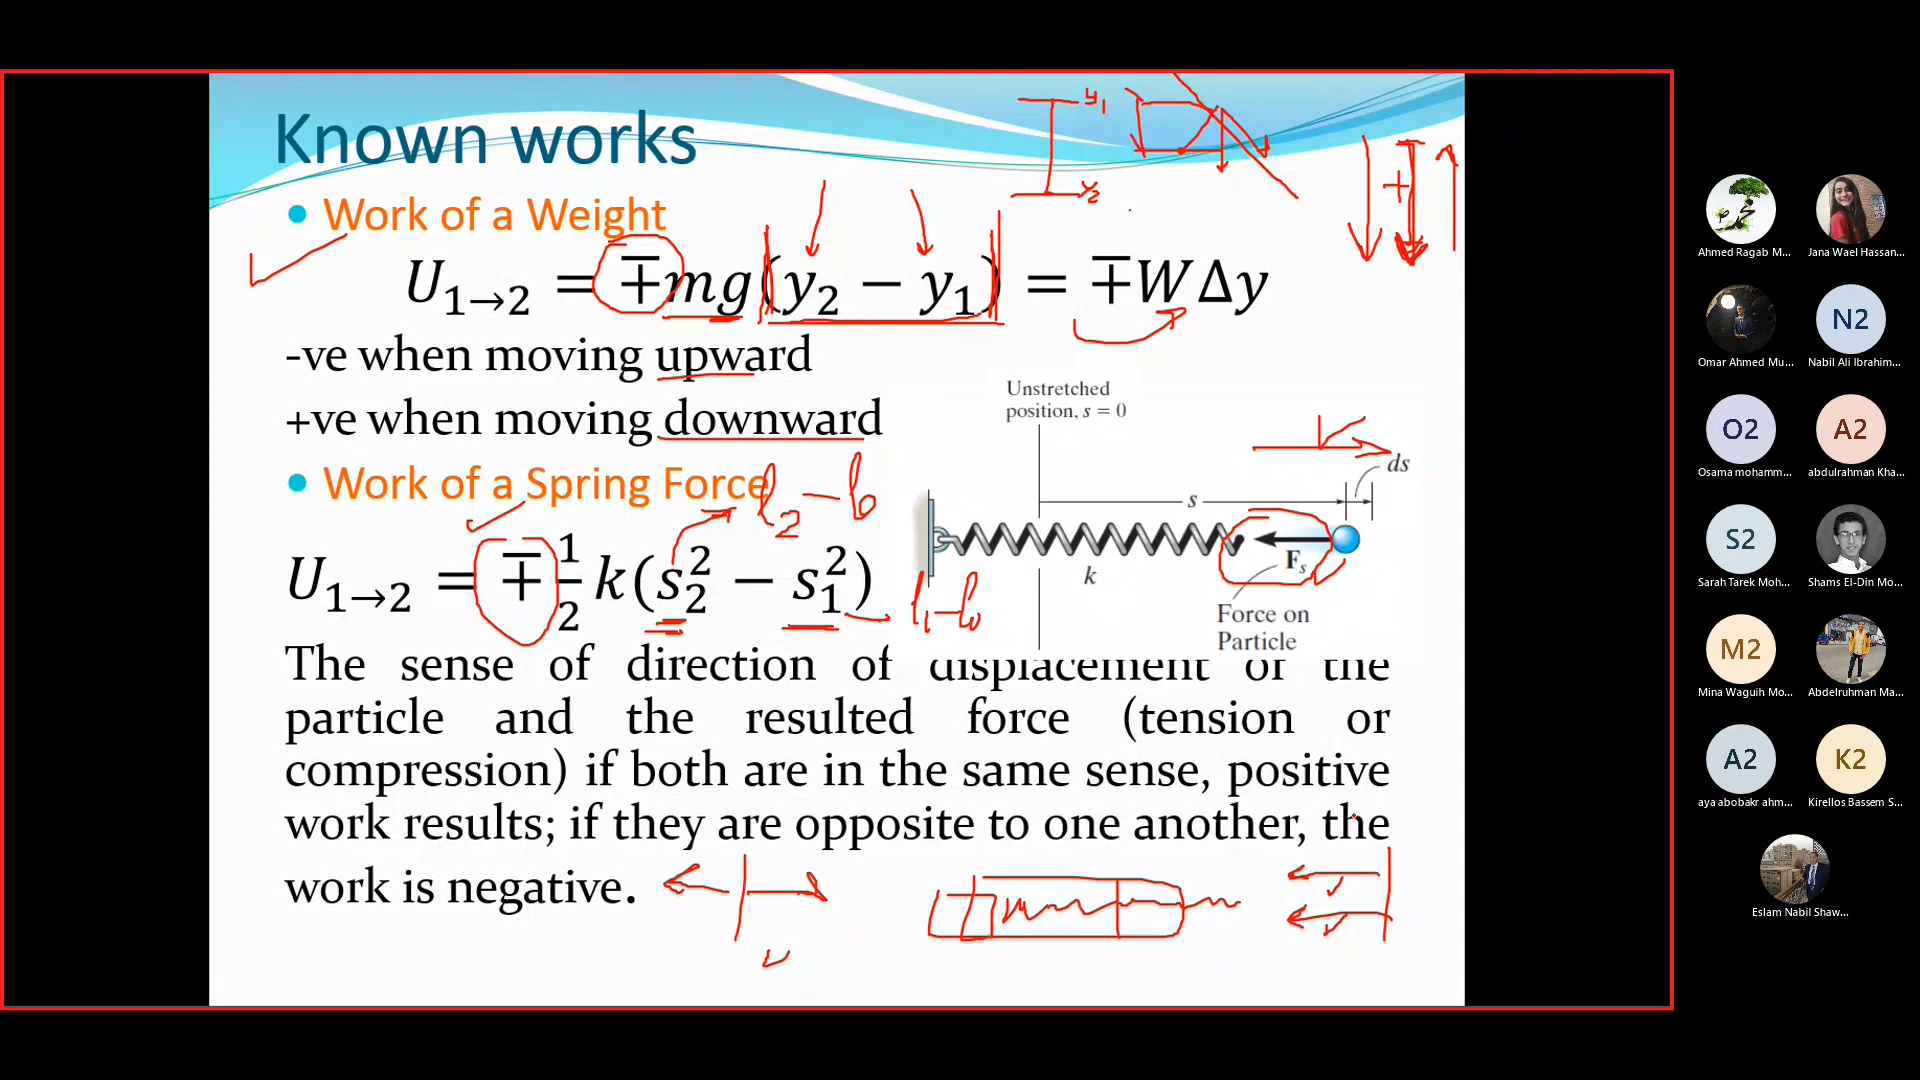 Known works
y₁
y₂
+
• Work of a Weight
U₁→₂ = ∓mg(y₂ − y₁) = ∓WΔy
-ve when moving upward
+ve when moving downward
Unstretched
position, s = 0
• Work of a Spring Force
l₂ − l₀
ds
s
U₁→₂ = ∓ 1/2 k(s₂² − s₁²)
l₁ − l₀
k
Fₛ
Force on
Particle
The sense of direction of displacement of the
particle and the resulted force (tension or
compression) if both are in the same sense, positive
work results; if they are opposite to one another, the
work is negative.
Ahmed Ragab M...
Jana Wael Hassan...
N2
Omar Ahmed Mu...
Nabil Ali Ibrahim...
O2
A2
Osama mohamm...
abdulrahman Kha...
S2
Sarah Tarek Moh...
Shams El-Din Mo...
M2
Mina Waguih Mo...
Abdelruhman Ma...
A2
K2
aya abobakr ahm...
Kirellos Bassem S...
Eslam Nabil Shaw...